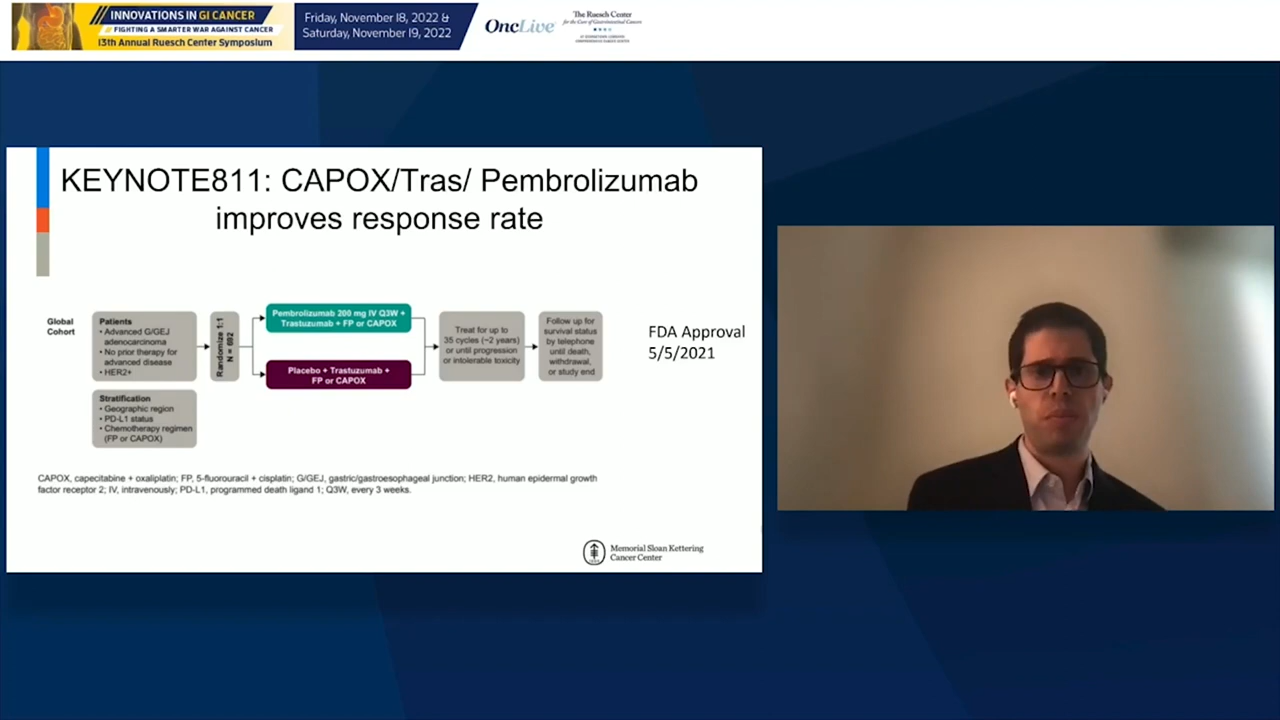 INNOVATIONS IN GI CANCER
FIGHTING A SMARTER WAR AGAINST CANCER
13th Annual Ruesch Center Symposium
Friday, November 18, 2022 &
Saturday, November 19, 2022
OncLive
The Ruesch Center
for the Cure of Gastrointestinal Cancers
KEYNOTE811: CAPOX/Tras/ Pembrolizumab
improves response rate
Global
Cohort
Patients
• Advanced G/GEJ
adenocarcinoma
• No prior therapy for
advanced disease
• HER2+
Randomize 1:1
N = 692
Pembrolizumab 200 mg IV Q3W +
Trastuzumab + FP or CAPOX
Placebo + Trastuzumab +
FP or CAPOX
Treat for up to
35 cycles (~2 years)
or until progression
or intolerable toxicity
Follow up for
survival status
by telephone
until death,
withdrawal,
or study end
FDA Approval
5/5/2021
Stratification
• Geographic region
• PD-L1 status
• Chemotherapy regimen
(FP or CAPOX)
CAPOX, capecitabine + oxaliplatin; FP, 5-fluorouracil + cisplatin; G/GEJ, gastric/gastroesophageal junction; HER2, human epidermal growth
factor receptor 2; IV, intravenously; PD-L1, programmed death ligand 1; Q3W, every 3 weeks.
Memorial Sloan Kettering
Cancer Center